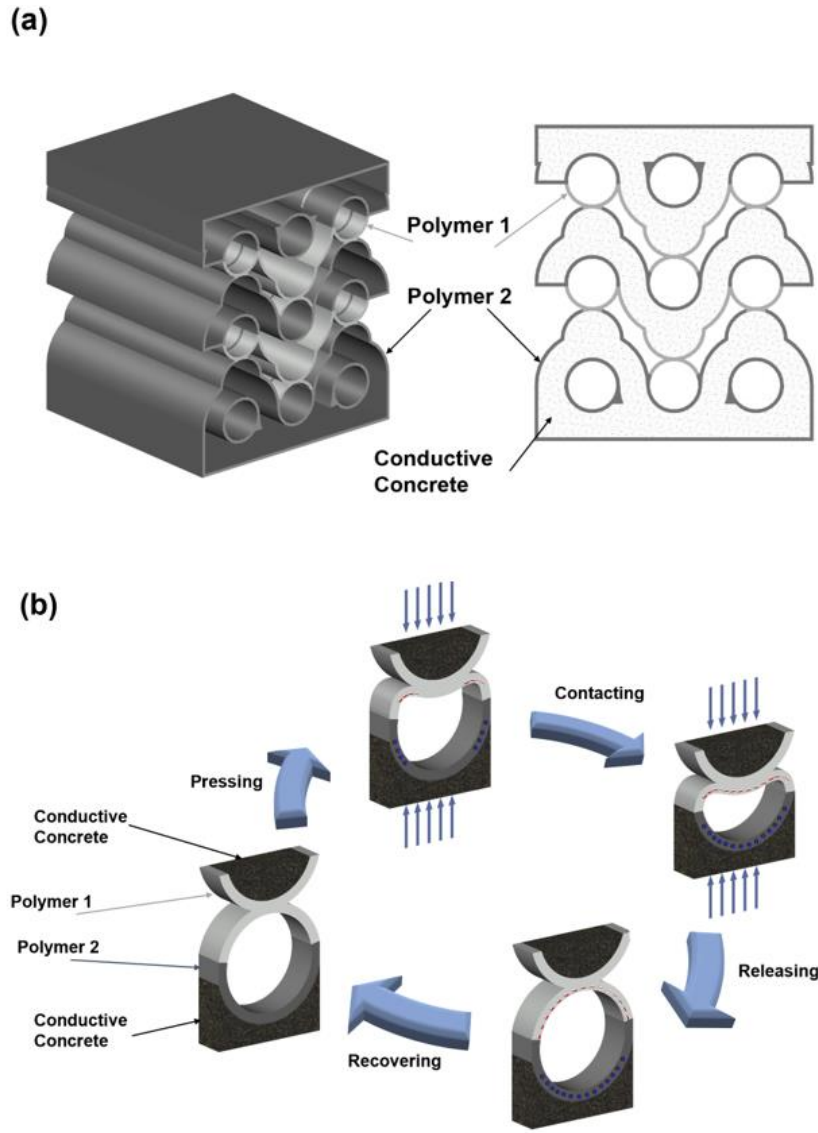 (a)
Polymer 1
Polymer 2
Conductive
Concrete
(b)
Contacting
Pressing
Conductive
Concrete
Polymer 1
Polymer 2
Releasing
Conductive
Concrete
Recovering